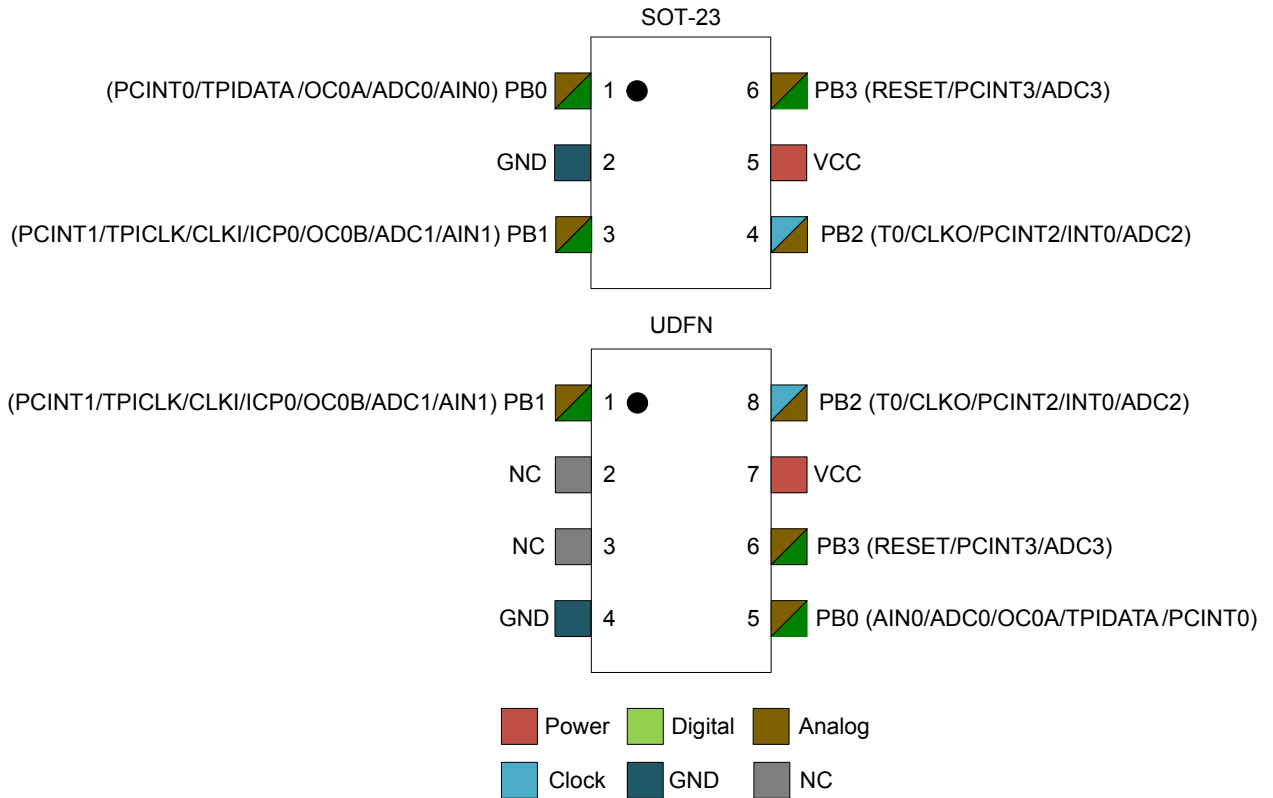 SOT-23
(PCINT0/TPIDATA/OC0A/ADC0/AIN0) PB0 1 6 PB3 (RESET/PCINT3/ADC3)
GND 2 5 VCC
(PCINT1/TPICLK/CLKI/ICP0/OC0B/ADC1/AIN1) PB1 3 4 PB2 (T0/CLKO/PCINT2/INT0/ADC2)
UDFN
(PCINT1/TPICLK/CLKI/ICP0/OC0B/ADC1/AIN1) PB1 1 8 PB2 (T0/CLKO/PCINT2/INT0/ADC2)
NC 2 7 VCC
NC 3 6 PB3 (RESET/PCINT3/ADC3)
GND 4 5 PB0 (AIN0/ADC0/OC0A/TPIDATA/PCINT0)
Power Digital Analog
Clock GND NC